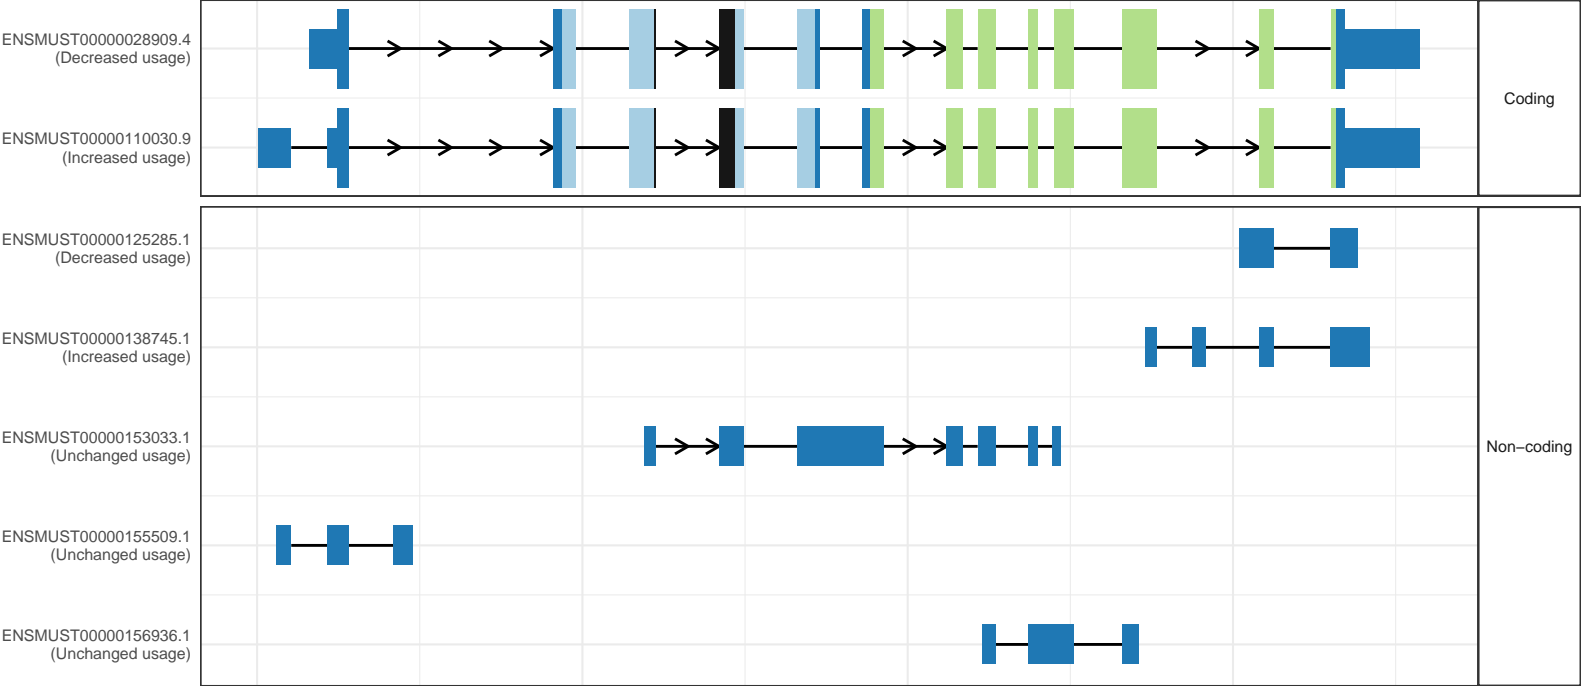 ENSMUST00000028909.4
(Decreased usage)
ENSMUST00000110030.9
(Increased usage)
Coding
ENSMUST00000125285.1
(Decreased usage)
ENSMUST00000138745.1
(Increased usage)
ENSMUST00000153033.1
(Unchanged usage)
Non−coding
ENSMUST00000155509.1
(Unchanged usage)
ENSMUST00000156936.1
(Unchanged usage)